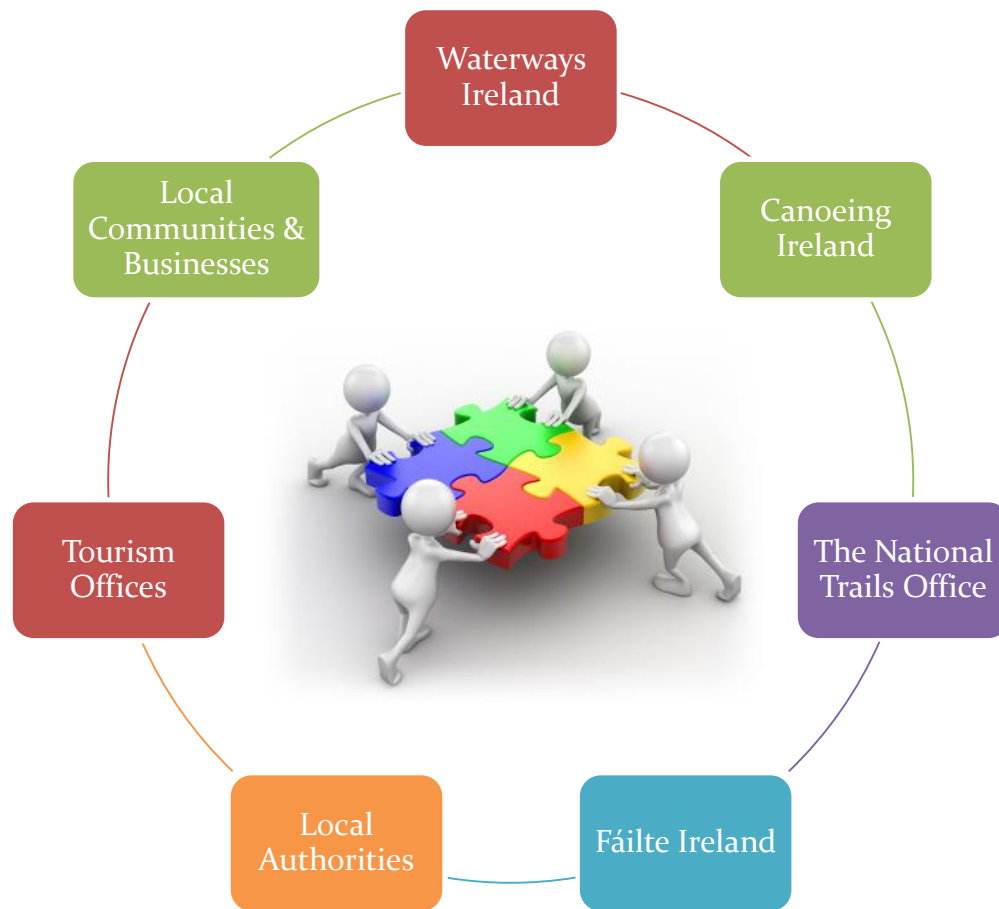 Waterways
Ireland
Canoeing
Ireland
The National
Trails Office
Fáilte Ireland
Local
Authorities
Tourism
Offices
Local
Communities &
Businesses